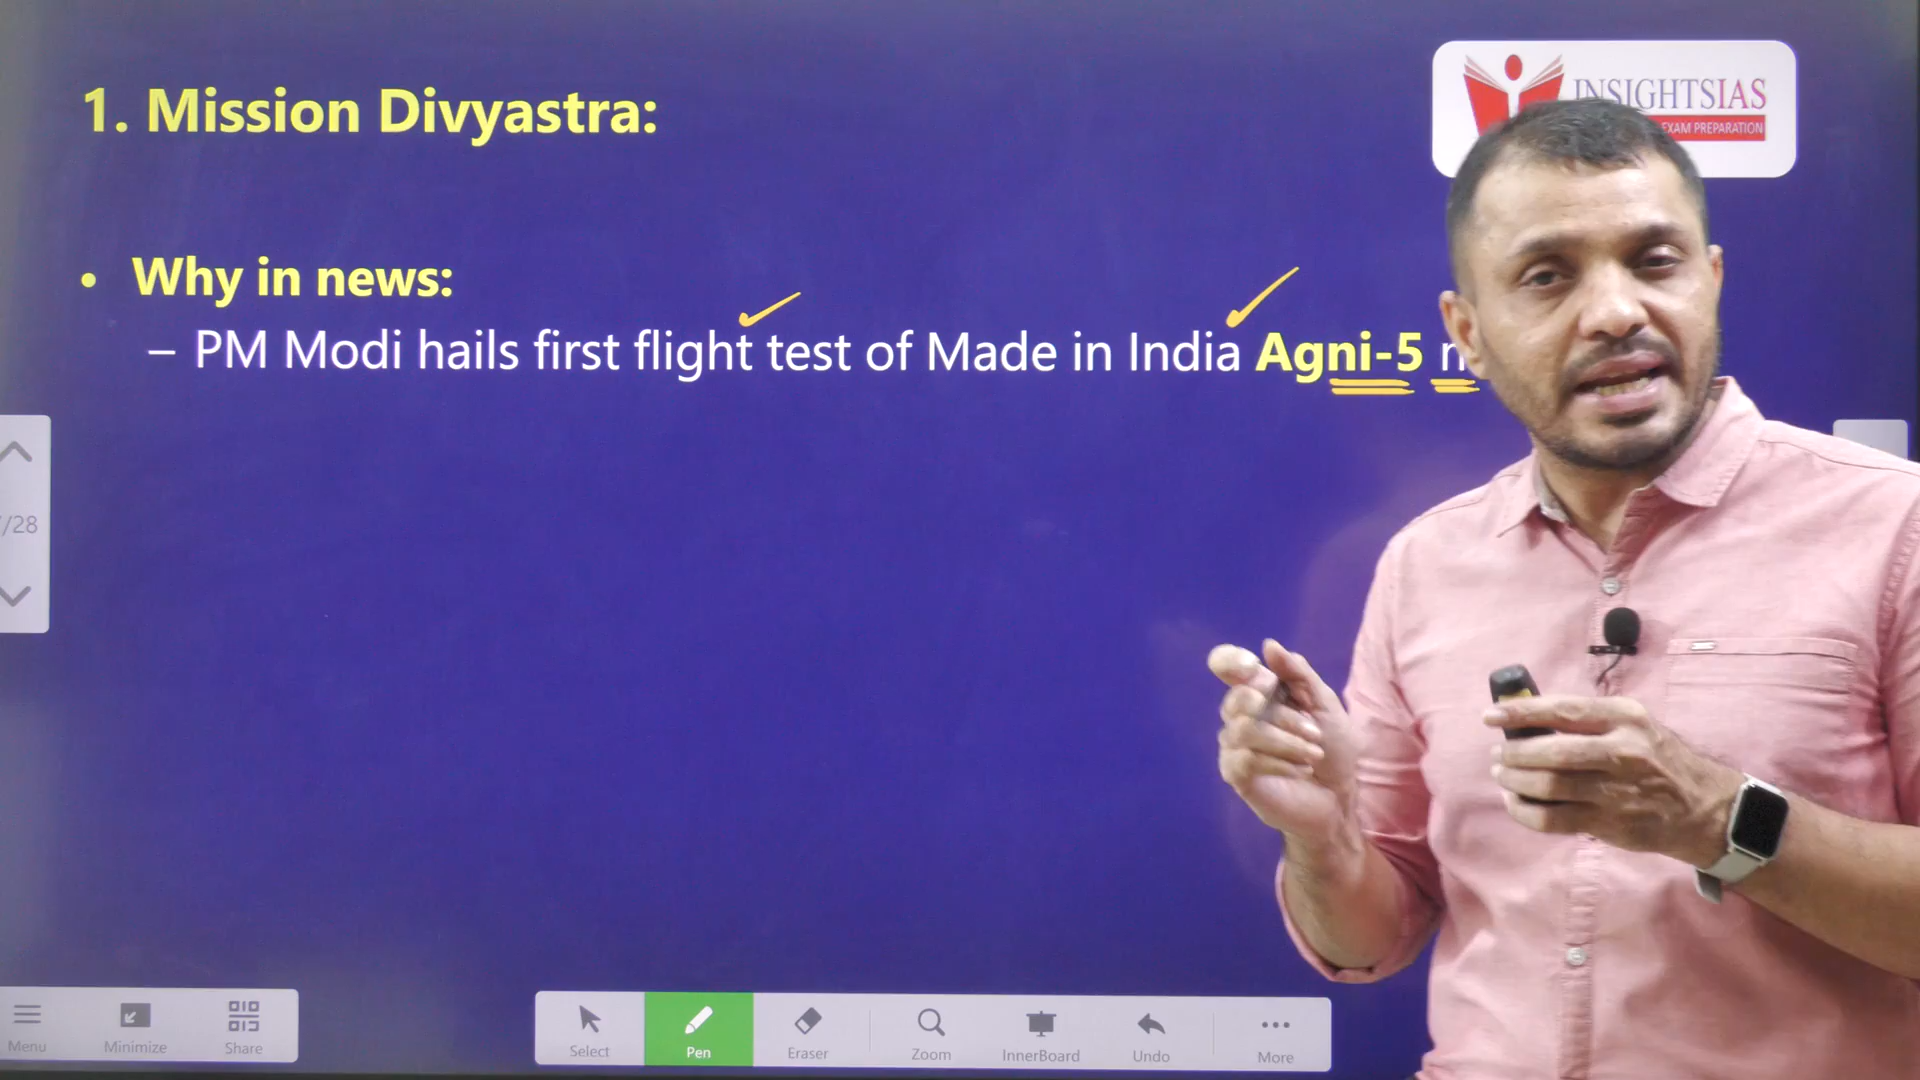 1. Mission Divyastra:
INSIGHTSIAS
EXAM PREPARATION
• Why in news:
– PM Modi hails first flight test of Made in India Agni-5
/28
Menu
Minimize
Share
Select
Pen
Eraser
Zoom
InnerBoard
Undo
More